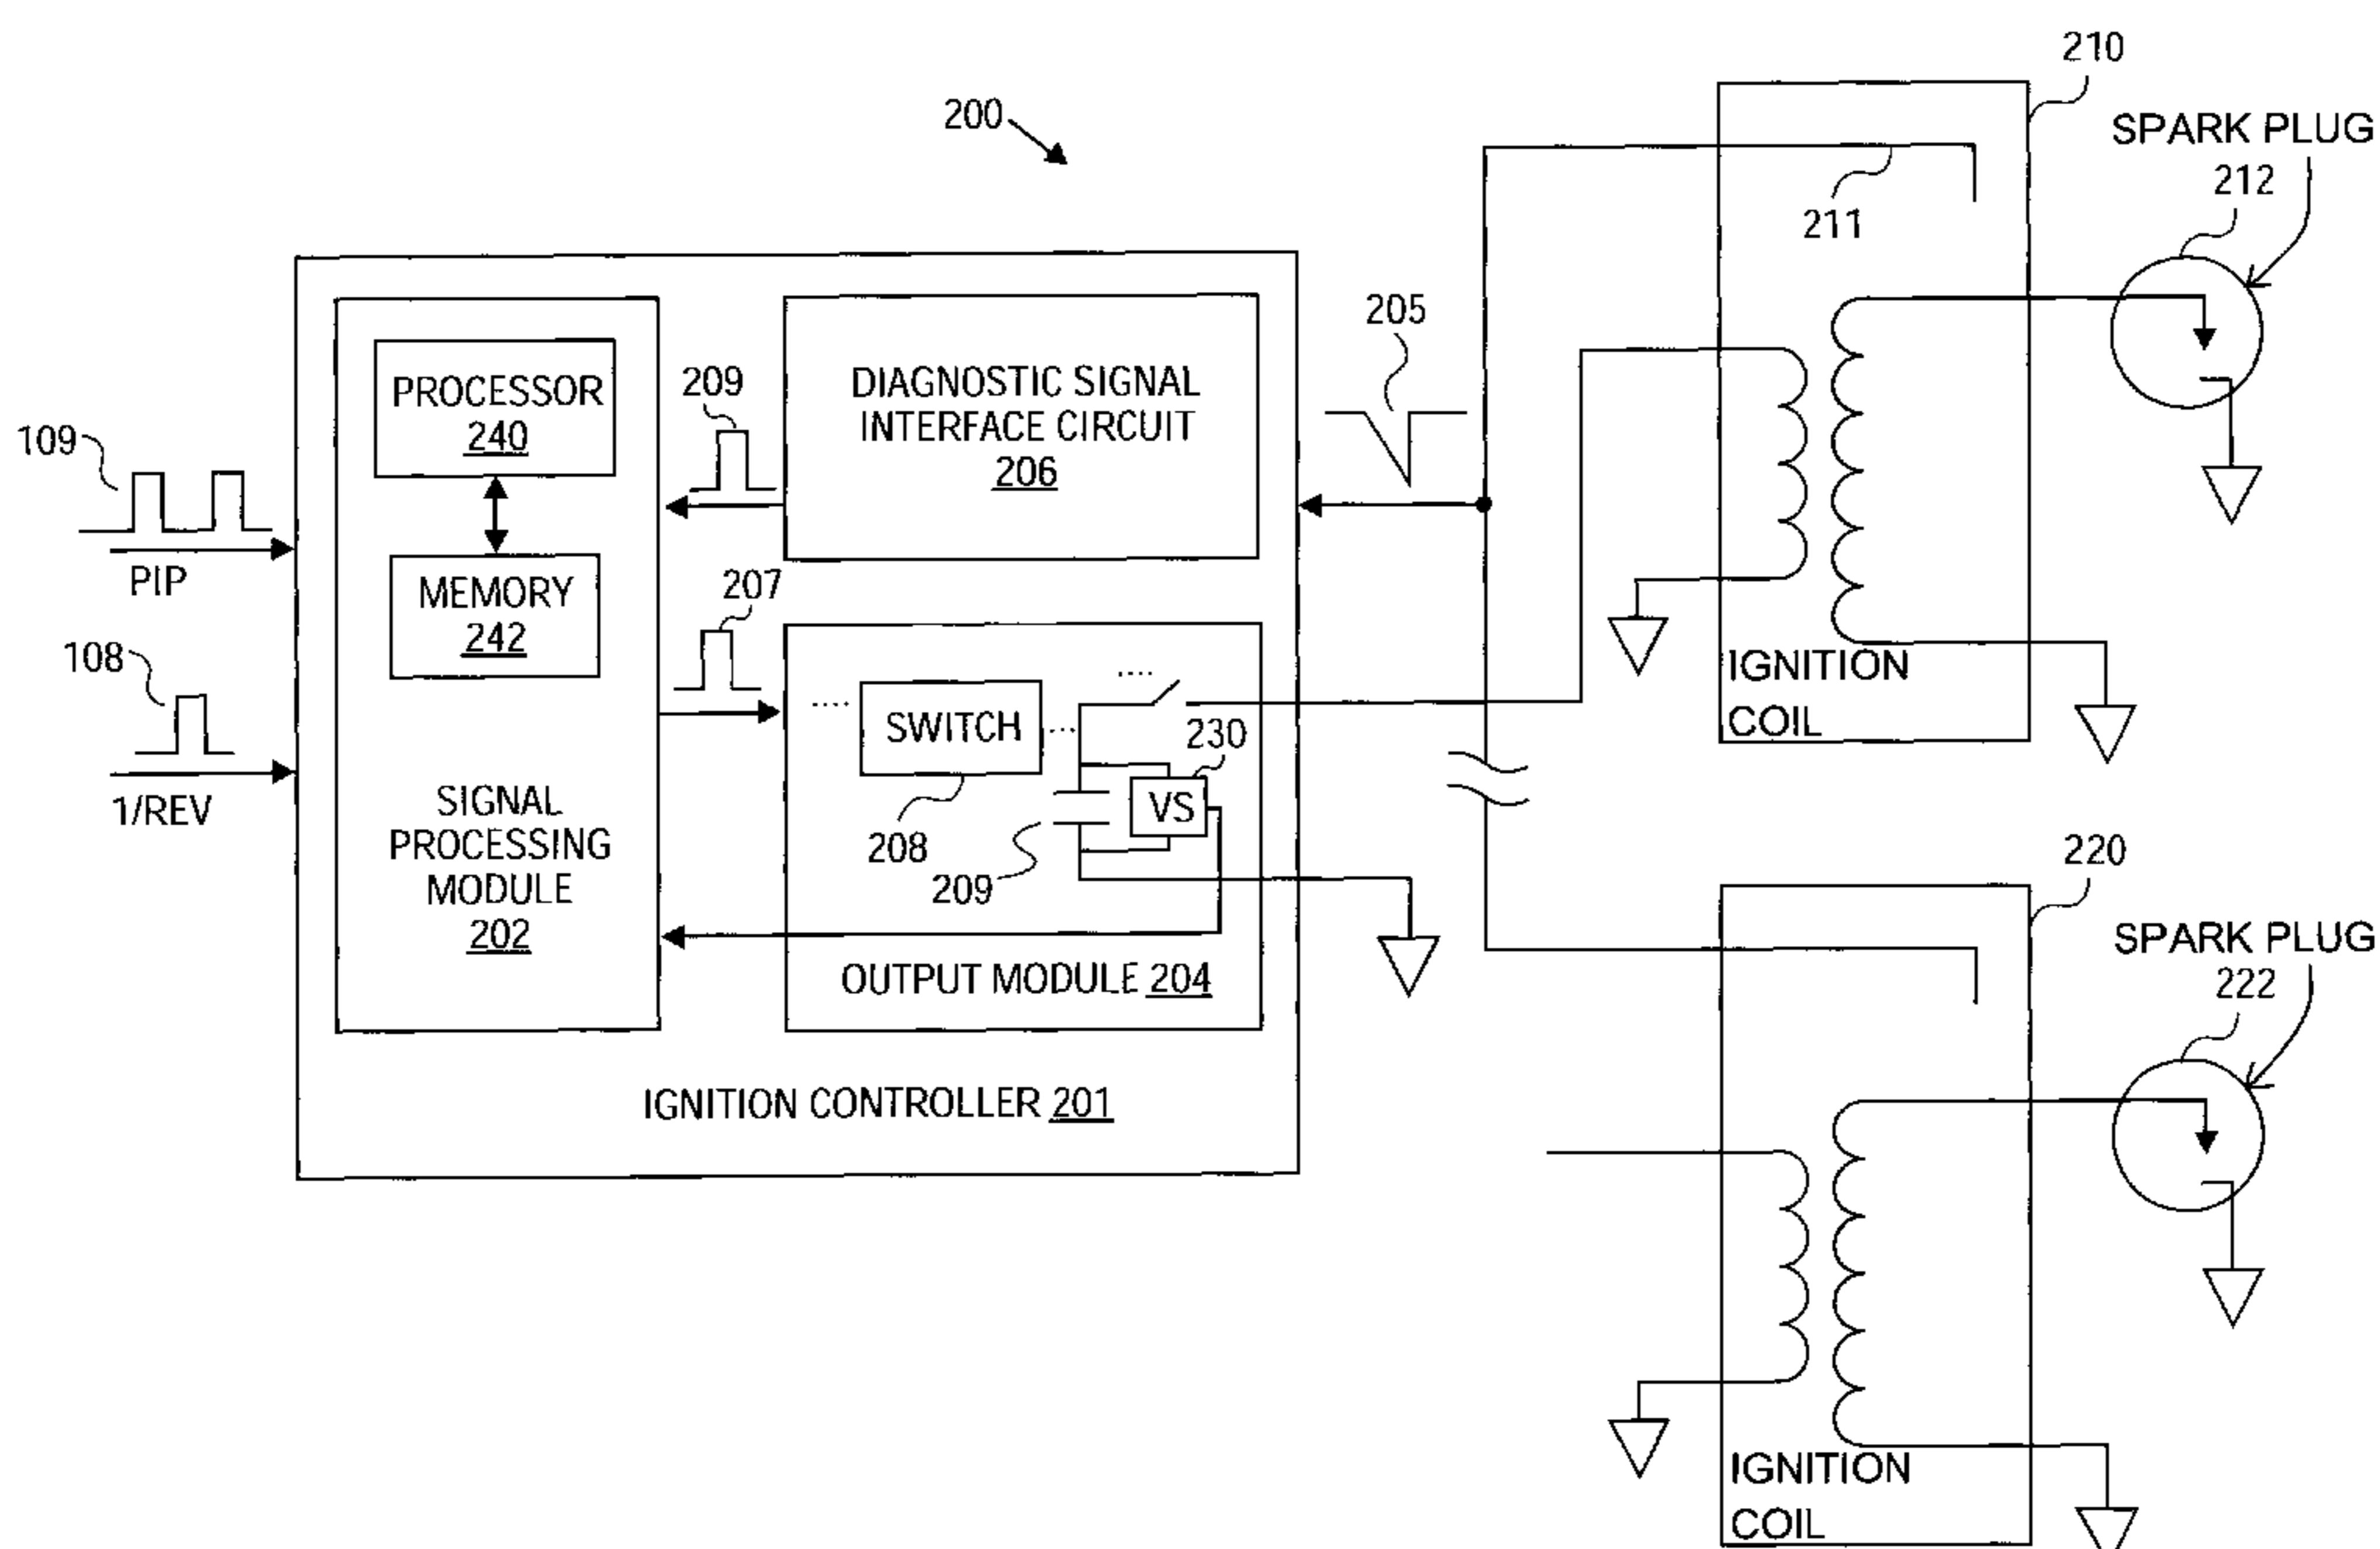 200
210
SPARK PLUG
212
211
205
109
PIP
108
1/REV
PROCESSOR
240
MEMORY
242
SIGNAL
PROCESSING
MODULE
202
209
207
DIAGNOSTIC SIGNAL
INTERFACE CIRCUIT
206
SWITCH
208
230
VS
209
OUTPUT MODULE 204
IGNITION CONTROLLER 201
IGNITION
COIL
220
SPARK PLUG
222
IGNITION
COIL